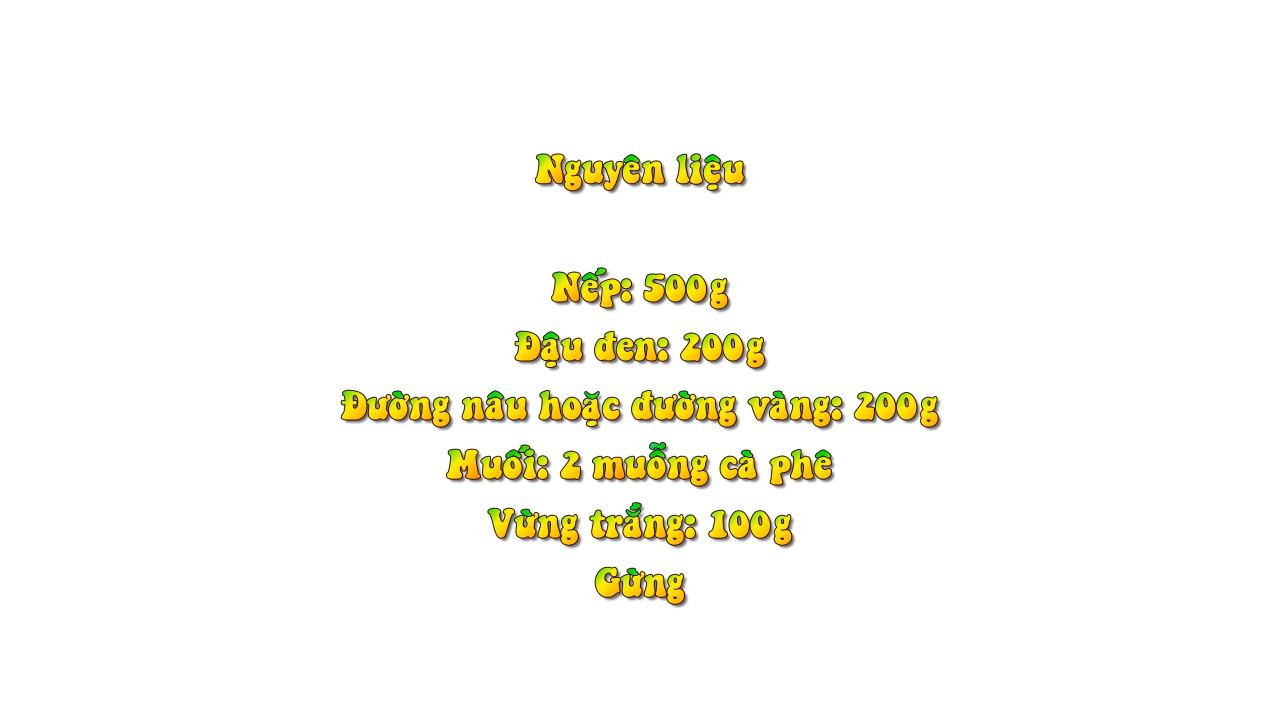 Nguyên liệu
Nếp: 500g
Đậu đen: 200g
Đường nâu hoặc đường vàng: 200g
Muối: 2 muỗng cà phê
Vừng trắng: 100g
Gừng